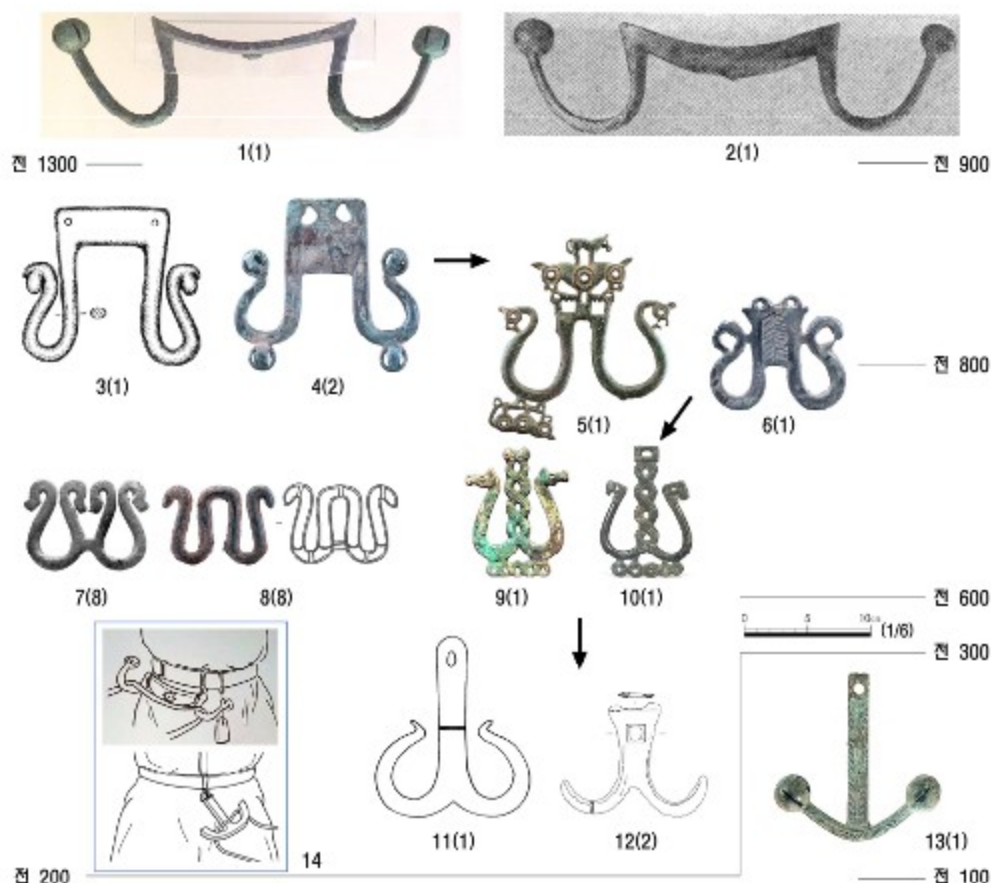 1(1)
2(1)
전 1300
전 900
3(1)
4(2)
5(1)
6(1)
전 800
7(8)
8(8)
9(1)
10(1)
전 600
0 5 10㎝ (1/6)
전 300
11(1)
12(2)
13(1)
14
전 200
전 100